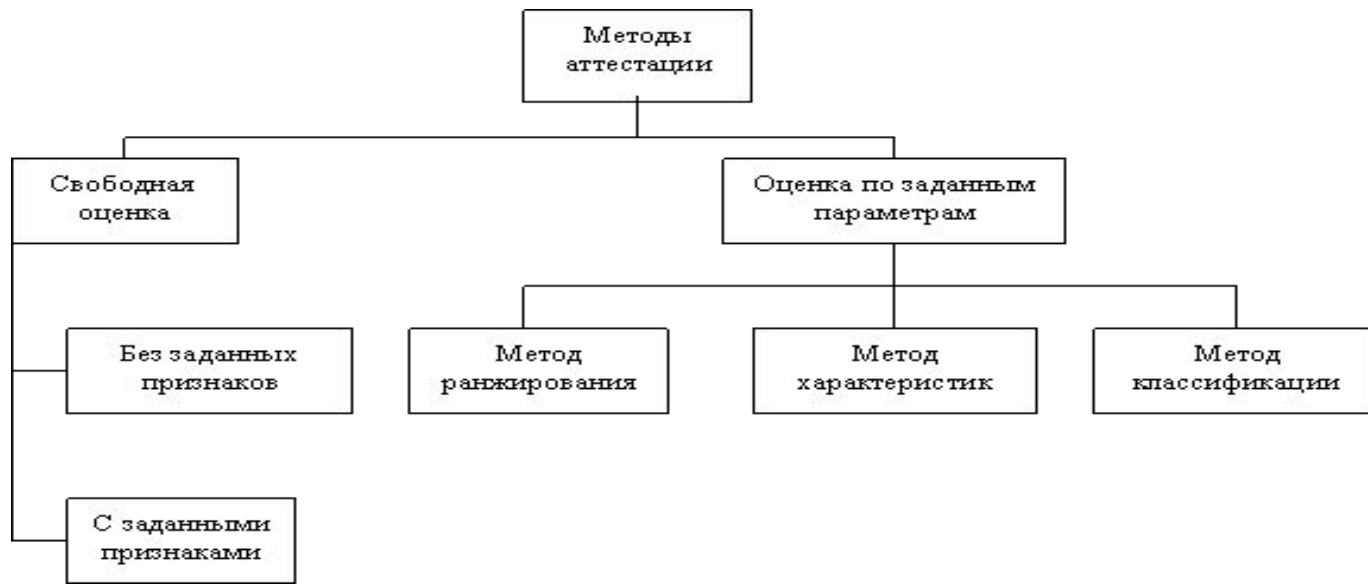 Методы
аттестации
Свободная
оценка
Оценка по заданным
параметрам
Без заданных
признаков
Метод
ранжирования
Метод
характеристик
Метод
классификации
С заданными
признаками